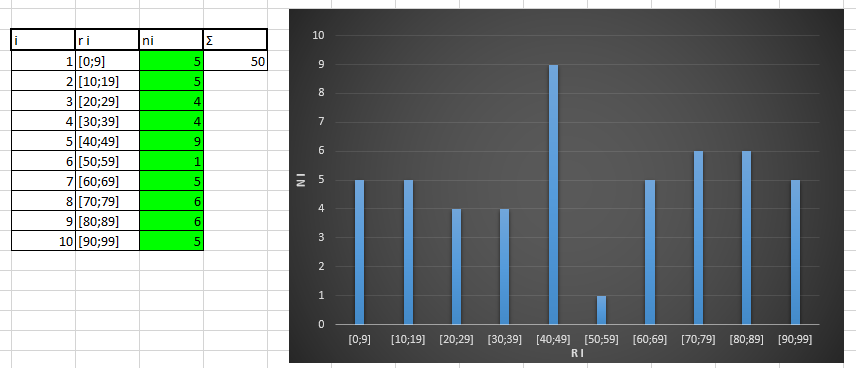 i r i ni Σ
1 [0;9] 5 50
2 [10;19] 5
3 [20;29] 4
4 [30;39] 4
5 [40;49] 9
6 [50;59] 1
7 [60;69] 5
8 [70;79] 6
9 [80;89] 6
10 [90;99] 5
10
9
8
7
6
5
4
3
2
1
0
N I
[0;9] [10;19] [20;29] [30;39] [40;49] [50;59] [60;69] [70;79] [80;89] [90;99]
R I